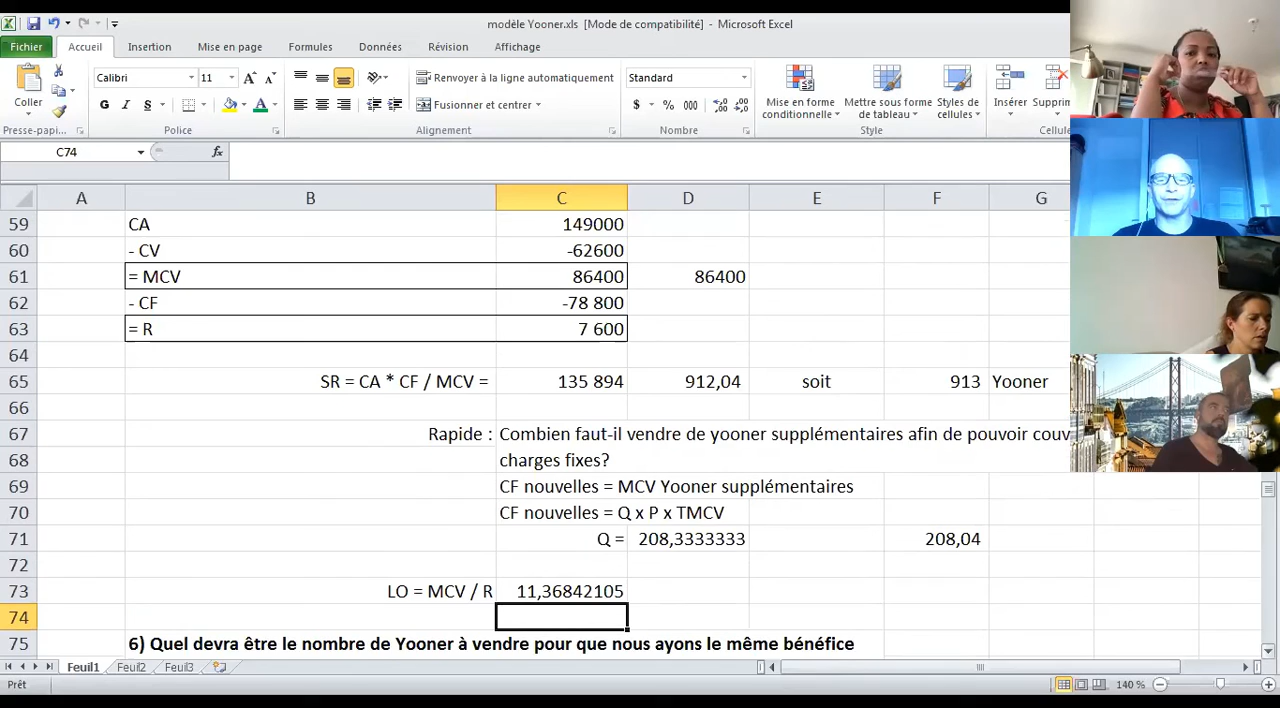 modèle Yooner.xls [Mode de compatibilité] - Microsoft Excel
Fichier Accueil Insertion Mise en page Formules Données Révision Affichage
Coller
Calibri 11
G I S
Renvoyer à la ligne automatiquement
Fusionner et centrer
Standard
$ % 000
Mise en forme conditionnelle
Mettre sous forme de tableau
Styles de cellules
Insérer Supprim
Presse-papi... Police Alignement Nombre Style Cellule
C74 fx
A B C D E F G
59 CA 149000
60 - CV -62600
61 = MCV 86400 86400
62 - CF -78 800
63 = R 7 600
64
65 SR = CA * CF / MCV = 135 894 912,04 soit 913 Yooner
66
67 Rapide : Combien faut-il vendre de yooner supplémentaires afin de pouvoir couv
68 charges fixes?
69 CF nouvelles = MCV Yooner supplémentaires
70 CF nouvelles = Q x P x TMCV
71 Q = 208,3333333 208,04
72
73 LO = MCV / R 11,36842105
74
75 6) Quel devra être le nombre de Yooner à vendre pour que nous ayons le même bénéfice
Feuil1 Feuil2 Feuil3
Prêt 140 %